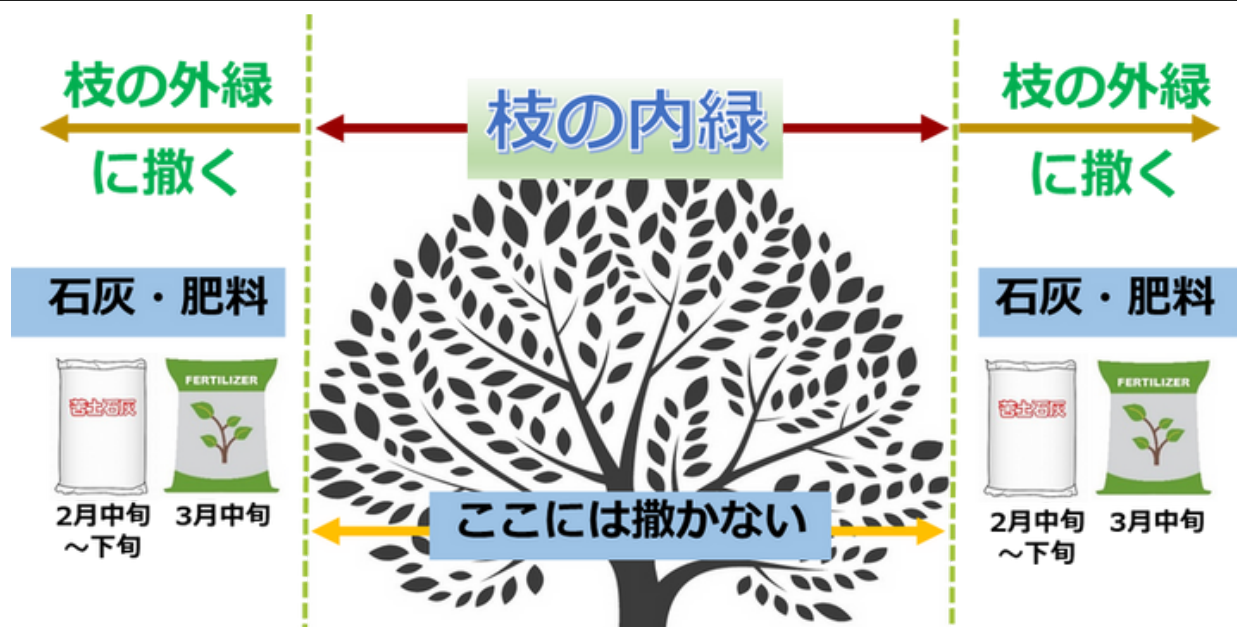 枝の外緑
に撒く
石灰・肥料
苦土石灰
FERTILIZER
2月中旬
～下旬
3月中旬
枝の内緑
ここには撒かない
枝の外緑
に撒く
石灰・肥料
苦土石灰
FERTILIZER
2月中旬
～下旬
3月中旬